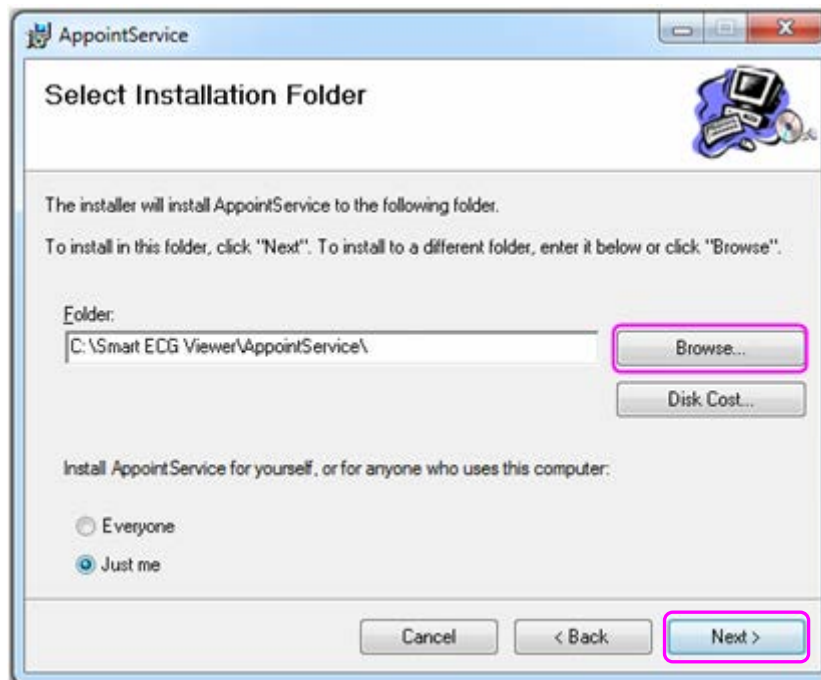 AppointService
Select Installation Folder
The installer will install AppointService to the following folder.
To install in this folder, click "Next". To install to a different folder, enter it below or click "Browse".
Folder:
C:\Smart ECG Viewer\AppointService\
Browse...
Disk Cost...
Install AppointService for yourself, or for anyone who uses this computer:
Everyone
Just me
Cancel
< Back
Next >